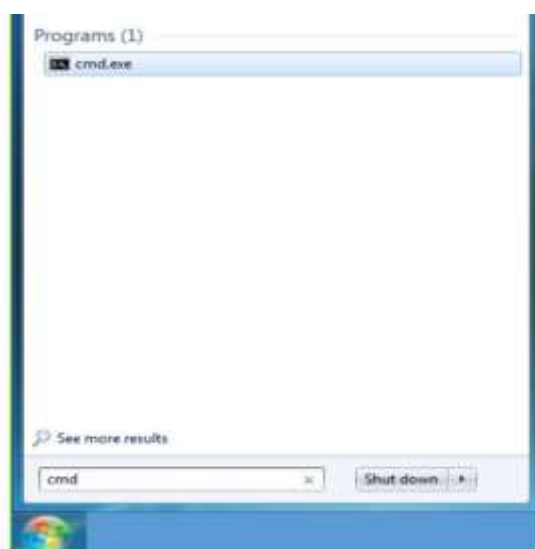 Programs (1)
cmd.exe
See more results
cmd
Shut down